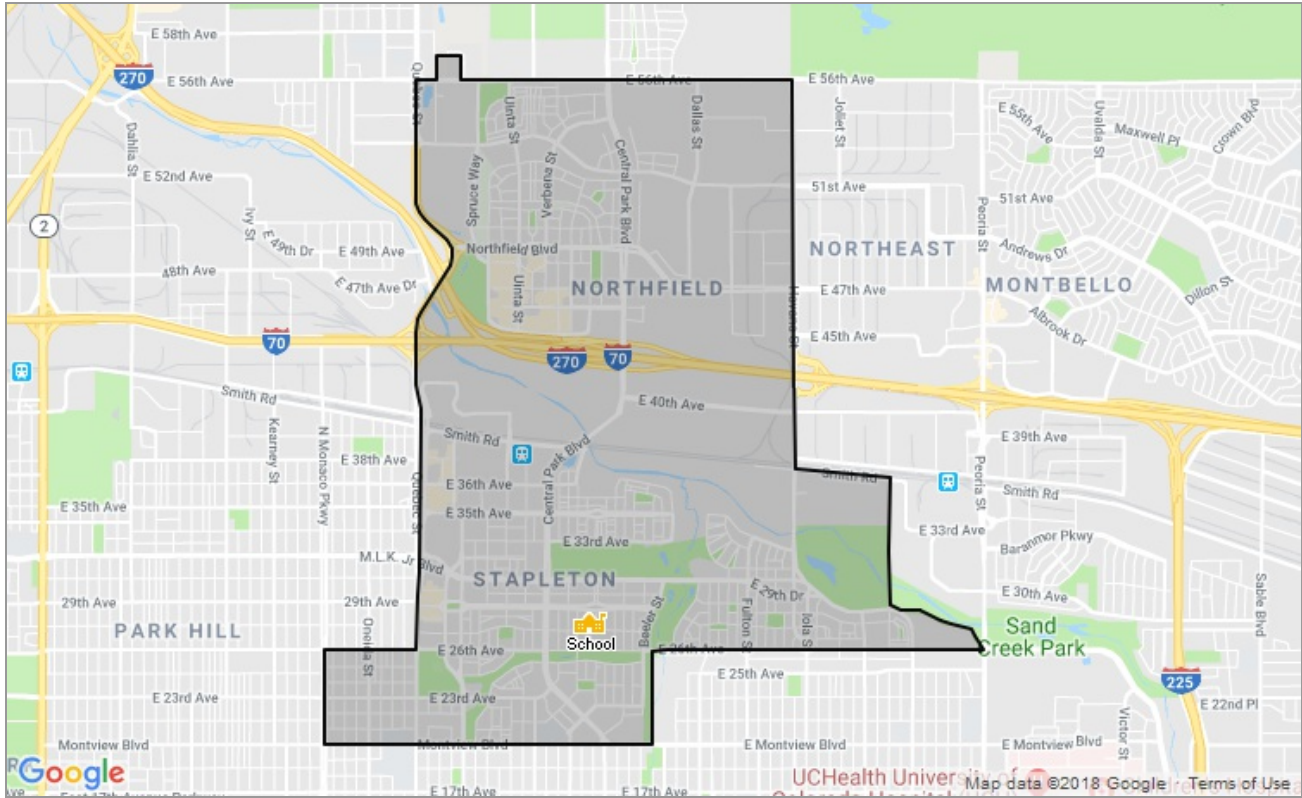 E 58th Ave
270
E 56th Ave
E 56th Ave
E 56th Ave
E 55th Ave
Uvalda St
Maxwell Pl
Crown Blvd
Dahlia St
Uinta St
Dallas St
Joliet St
E 52nd Ave
Spruce Way
Verbena St
Central Park Blvd
51st Ave
51st Ave
Peoria St
2
Ivy St
E 49th Dr
E 49th Ave
Northfield Blvd
NORTHEAST
Andrews Dr
48th Ave
E 47th Ave Dr
Uinta St
NORTHFIELD
E 47th Ave
MONTBELLO
Dillon St
Havana St
Albrook Dr
70
E 45th Ave
270
70
Smith Rd
E 40th Ave
Kearney St
N Monaco Pkwy
E 38th Ave
Smith Rd
Central Park Blvd
E 39th Ave
Peoria St
Quebec St
E 36th Ave
Smith Rd
Smith Rd
E 35th Ave
E 35th Ave
E 33rd Ave
E 33rd Ave
Baranmor Pkwy
M.L.K. Jr Blvd
STAPLETON
E 29th Dr
E 30th Ave
Sable Blvd
29th Ave
29th Ave
Oneida St
School
Beeler St
Fulton St
Iola S
PARK HILL
Sand
Creek Park
E 26th Ave
E 26th Ave
E 25th Ave
225
E 23rd Ave
E 23rd Ave
E 22nd Pl
Victor St
Montview Blvd
Montview Blvd
E Montview Blvd
E Montview Blvd
Google
E 17th Ave
E 17th Ave
UCHealth University of
Map data ©2018 Google
Terms of Use